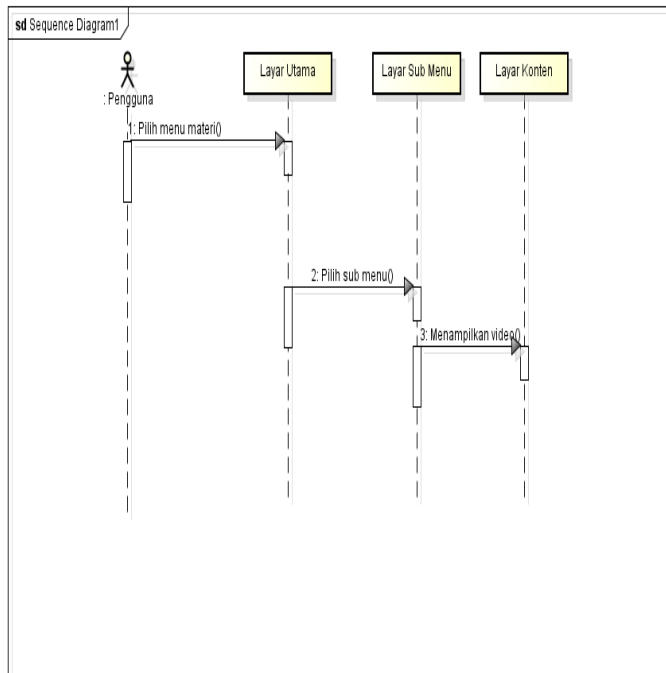 sd Sequence Diagram1
Layar Utama
Layar Sub Menu
Layar Konten
: Pengguna
1: Pilih menu materi()
2: Pilih sub menu()
3: Menampilkan video()